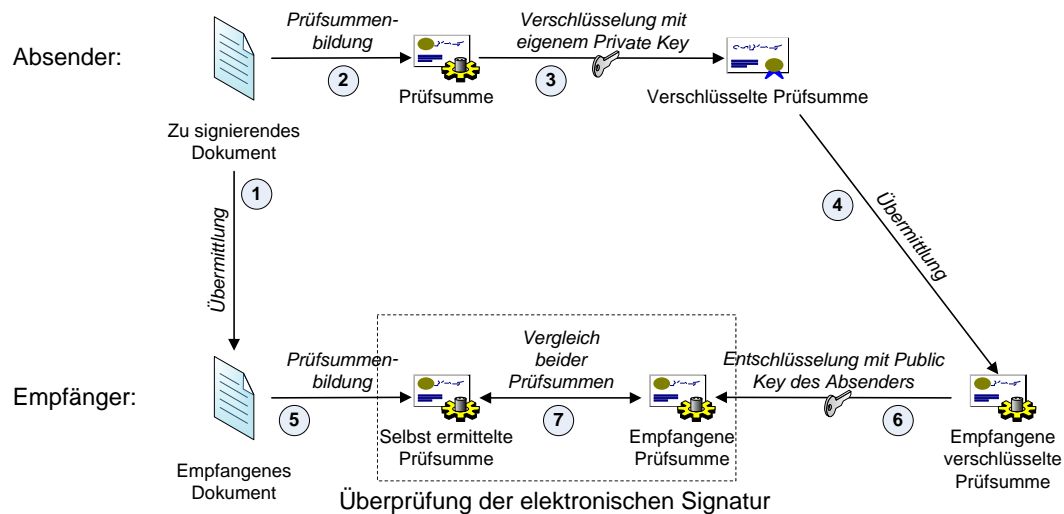 Absender:
Prüfsummen-
bildung
2
Prüfsumme
Verschlüsselung mit
eigenem Private Key
3
Verschlüsselte Prüfsumme
Zu signierendes
Dokument
1
Übermittlung
4
Übermittlung
Empfänger:
Empfangenes
Dokument
Prüfsummen-
bildung
5
Selbst ermittelte
Prüfsumme
Vergleich
beider
Prüfsummen
7
Empfangene
Prüfsumme
Entschlüsselung mit Public
Key des Absenders
6
Empfangene
verschlüsselte
Prüfsumme
Überprüfung der elektronischen Signatur